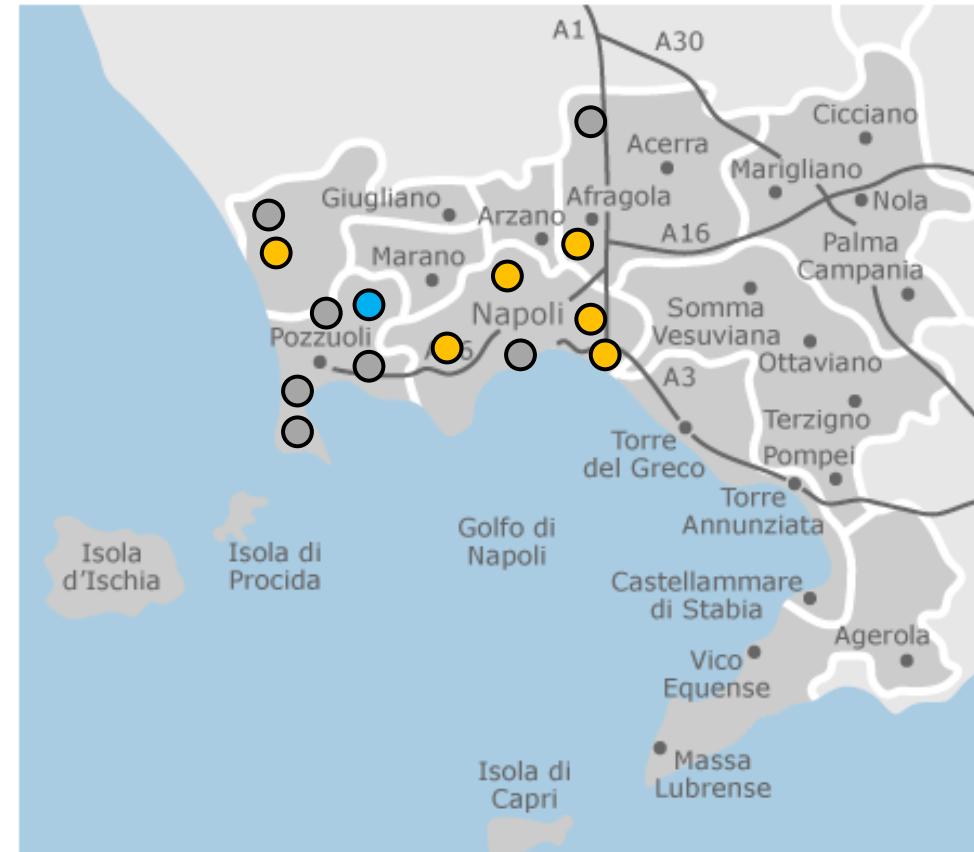 A1
A30
Cicciano
Acerra
Marigliano
Giugliano
Afragola
Nola
Arzano
A16
Marano
Palma
Campania
Napoli
Somma
Vesuviana
Pozzuoli
Ottaviano
A3
Terzigno
Torre
del Greco
Pompei
Torre
Annunziata
Golfo di
Napoli
Isola
d'Ischia
Isola di
Procida
Castellammare
di Stabia
Agerola
Vico
Equense
Massa
Lubrense
Isola di
Capri